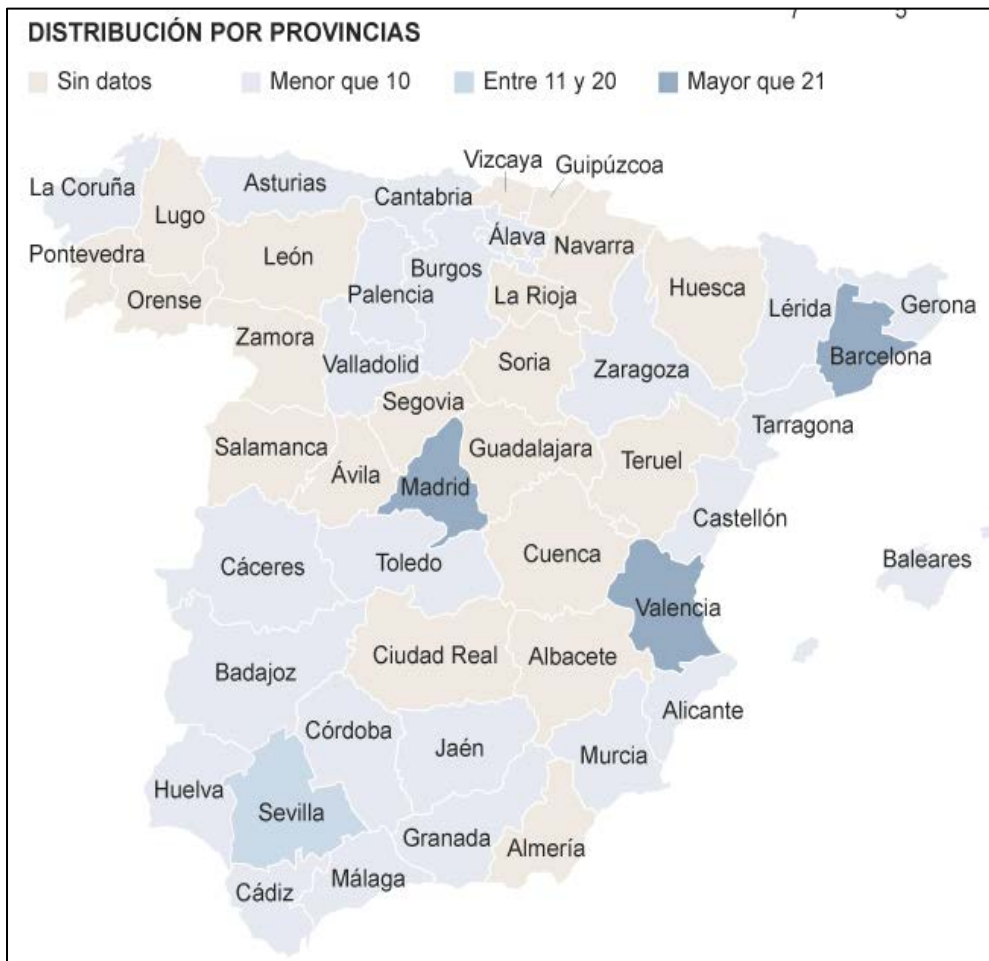 7 5
DISTRIBUCIÓN POR PROVINCIAS
Sin datos Menor que 10 Entre 11 y 20 Mayor que 21
Vizcaya Guipúzcoa
La Coruña Asturias Cantabria
Lugo Álava
Pontevedra León Burgos Navarra
Orense Palencia La Rioja Huesca Lérida Gerona
Zamora Valladolid Soria Zaragoza Barcelona
Segovia
Salamanca Ávila Guadalajara Teruel Tarragona
Madrid
Castellón
Cáceres Toledo Cuenca Baleares
Valencia
Badajoz Ciudad Real Albacete
Alicante
Córdoba Jaén Murcia
Huelva Sevilla
Granada Almería
Cádiz Málaga